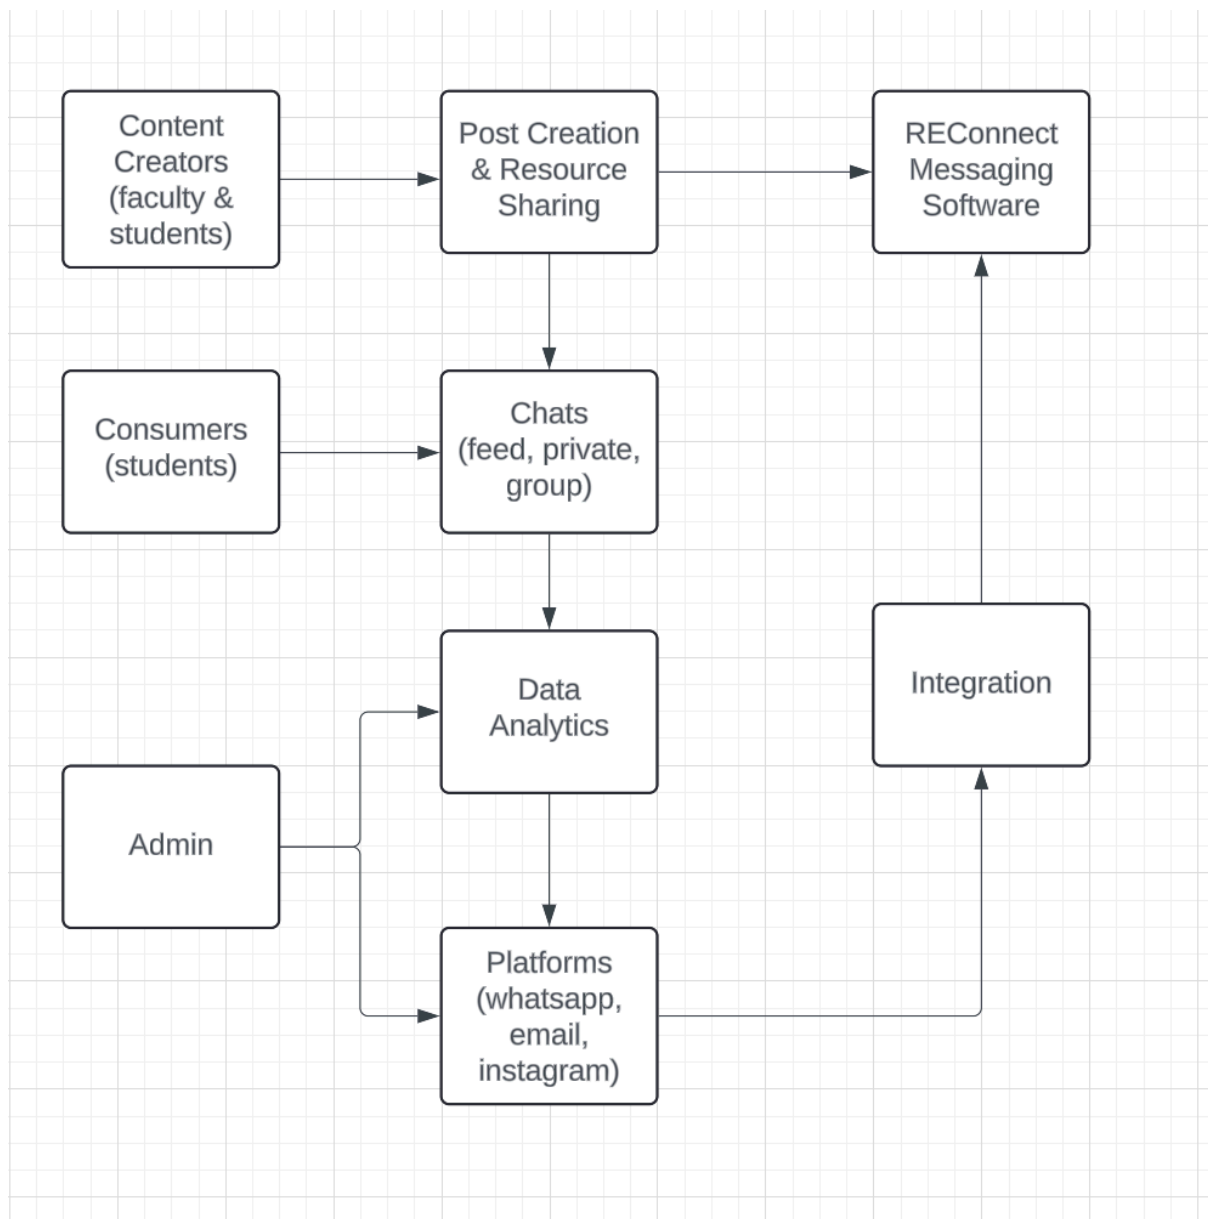 Content
Creators
(faculty &
students)
Post Creation
& Resource
Sharing
REConnect
Messaging
Software
Consumers
(students)
Chats
(feed, private,
group)
Data
Analytics
Integration
Admin
Platforms
(whatsapp,
email,
instagram)